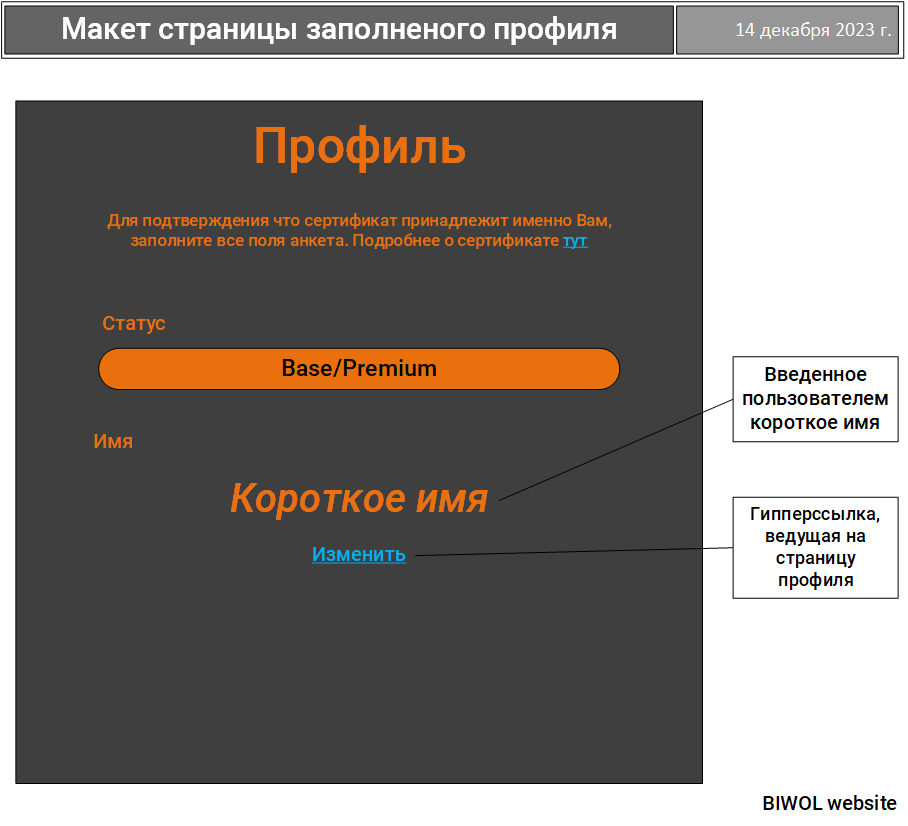 Макет страницы заполненого профиля
14 декабря 2023 г.
Профиль
Для подтверждения что сертификат принадлежит именно Вам,
заполните все поля анкета. Подробнее о сертификате тут
Статус
Base/Premium
Имя
Короткое имя
Изменить
Введенное
пользователем
короткое имя
Гипперссылка,
ведущая на
страницу
профиля
BIWOL website